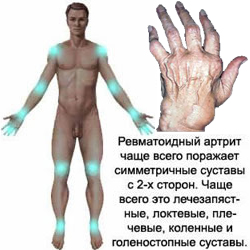 Ревматоидный артрит
чаще всего поражает
симметричные суставы
с 2-х сторон. Чаще
всего это лечезапяст-
ные, локтевые, пле-
чевые, коленные и
голеностопные суставы.